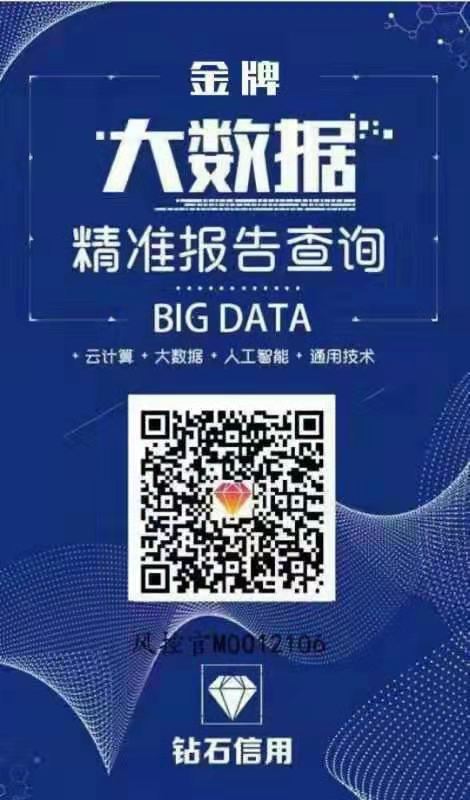 金牌
大数据
精准报告查询
BIG DATA
+ 云计算 + 大数据 + 人工智能 + 通用技术
风控官M0012106
钻石信用